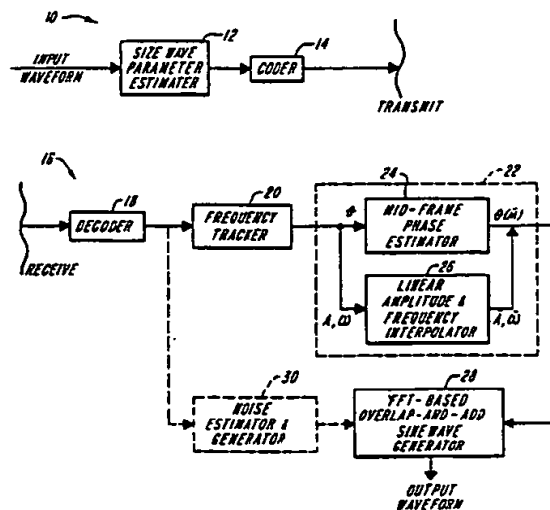 10
12
14
INPUT
WAVEFORM
SIZE WAVE
PARAMETER
ESTIMATER
CODER
TRANSMIT
16
18
20
24
22
DECODER
FREQUENCY
TRACKER
MID-FRAME
PHASE
ESTIMATOR
RECEIVE
26
LINEAR
AMPLITUDE &
FREQUENCY
INTERPOLATOR
A, ω
30
28
NOISE
ESTIMATOR &
GENERATOR
FFT-BASED
OVERLAP-AND-ADD
SINE WAVE
GENERATOR
OUTPUT
WAVEFORM